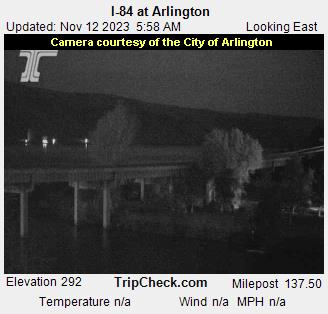 I-84 at Arlington
Updated: Nov 12 2023 5:58 AM Looking East
Camera courtesy of the City of Arlington
Elevation 292 TripCheck.com Milepost 137.50
Temperature n/a Wind n/a MPH n/a